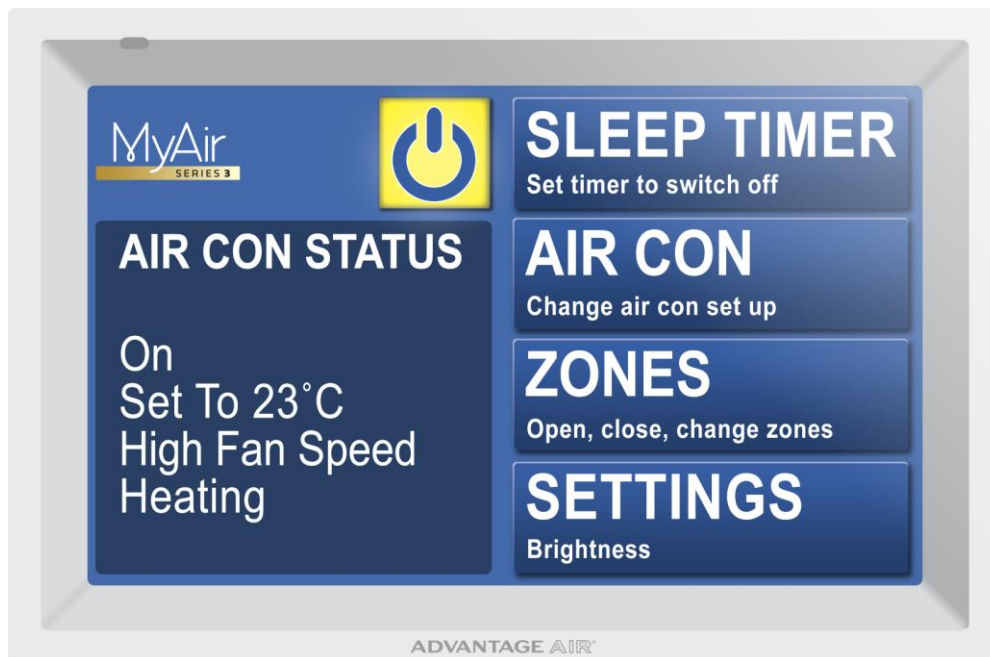 MyAir
SERIES 3
AIR CON STATUS
On
Set To 23°C
High Fan Speed
Heating
SLEEP TIMER
Set timer to switch off
AIR CON
Change air con set up
ZONES
Open, close, change zones
SETTINGS
Brightness
ADVANTAGE AIR